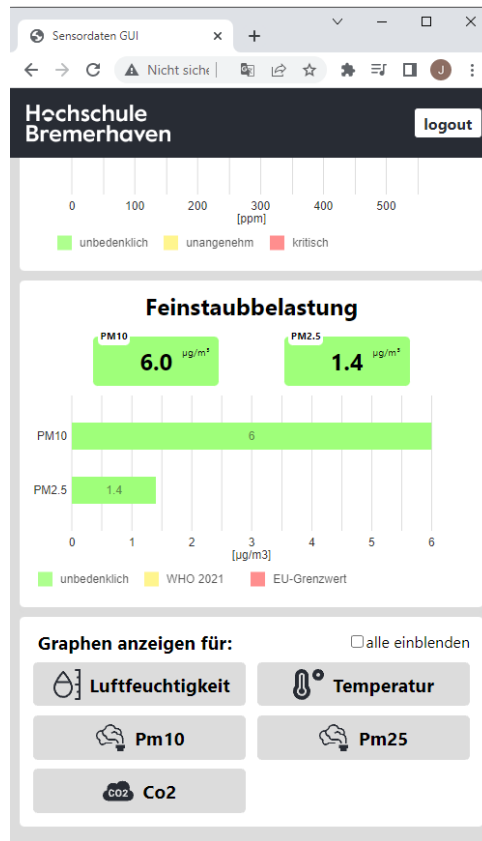 Sensordaten GUI
Nicht siche
J
Hochschule
Bremerhaven
logout
0 100 200 300 400 500
[ppm]
unbedenklich unangenehm kritisch
Feinstaubbelastung
PM10
6.0 µg/m³
PM2.5
1.4 µg/m³
PM10 6
PM2.5 1.4
0 1 2 3 4 5 6
[µg/m3]
unbedenklich WHO 2021 EU-Grenzwert
Graphen anzeigen für: alle einblenden
Luftfeuchtigkeit Temperatur
Pm10 Pm25
CO2 Co2